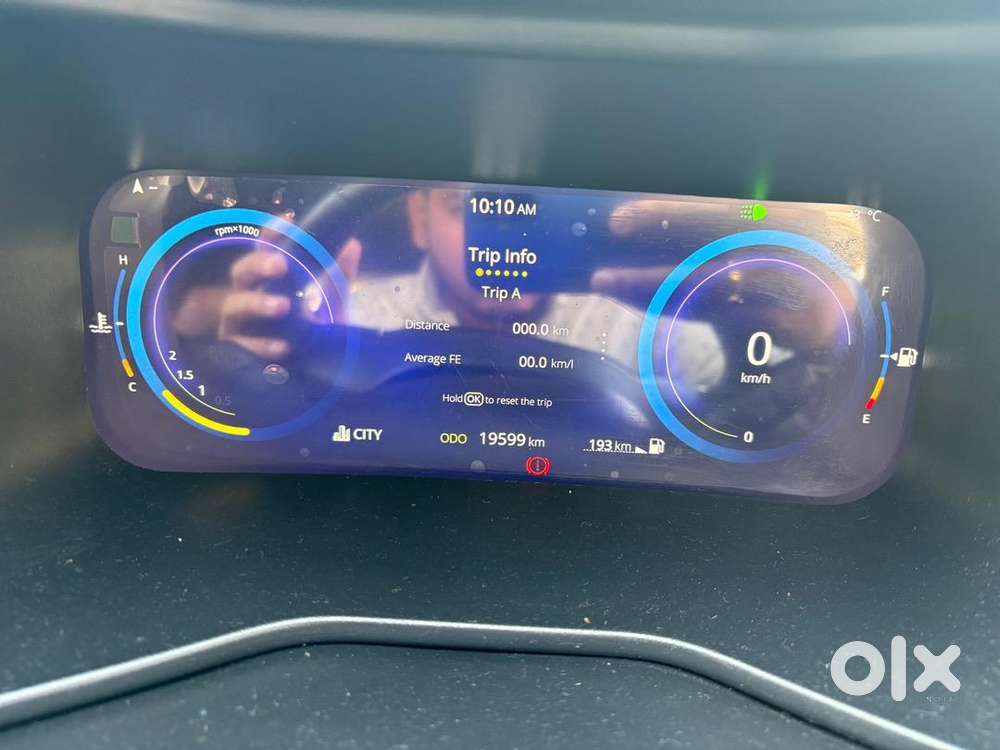 10:10 AM
°C
rpm×1000
Trip Info
Trip A
H
F
Distance 000.0 km
0
km/h
2
Average FE 00.0 km/l
1.5
1
C
0.5
Hold OK to reset the trip
E
CITY
ODO 19599 km
193 km
0
olx